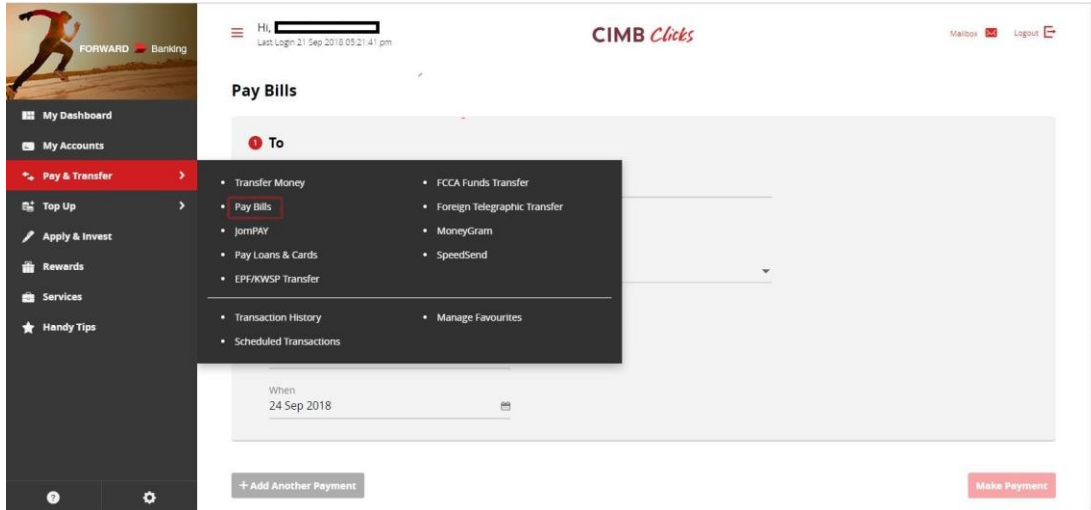 FORWARD Banking
Hi,
Last Login 21 Sep 2018 05:21:41 pm
CIMB Clicks
Mailbox
Logout
My Dashboard
My Accounts
Pay & Transfer
Top Up
Apply & Invest
Rewards
Services
Handy Tips
Pay Bills
1 To
Transfer Money
Pay Bills
JomPAY
Pay Loans & Cards
EPF/KWSP Transfer
FCCA Funds Transfer
Foreign Telegraphic Transfer
MoneyGram
SpeedSend
Transaction History
Scheduled Transactions
Manage Favourites
When
24 Sep 2018
+ Add Another Payment
Make Payment